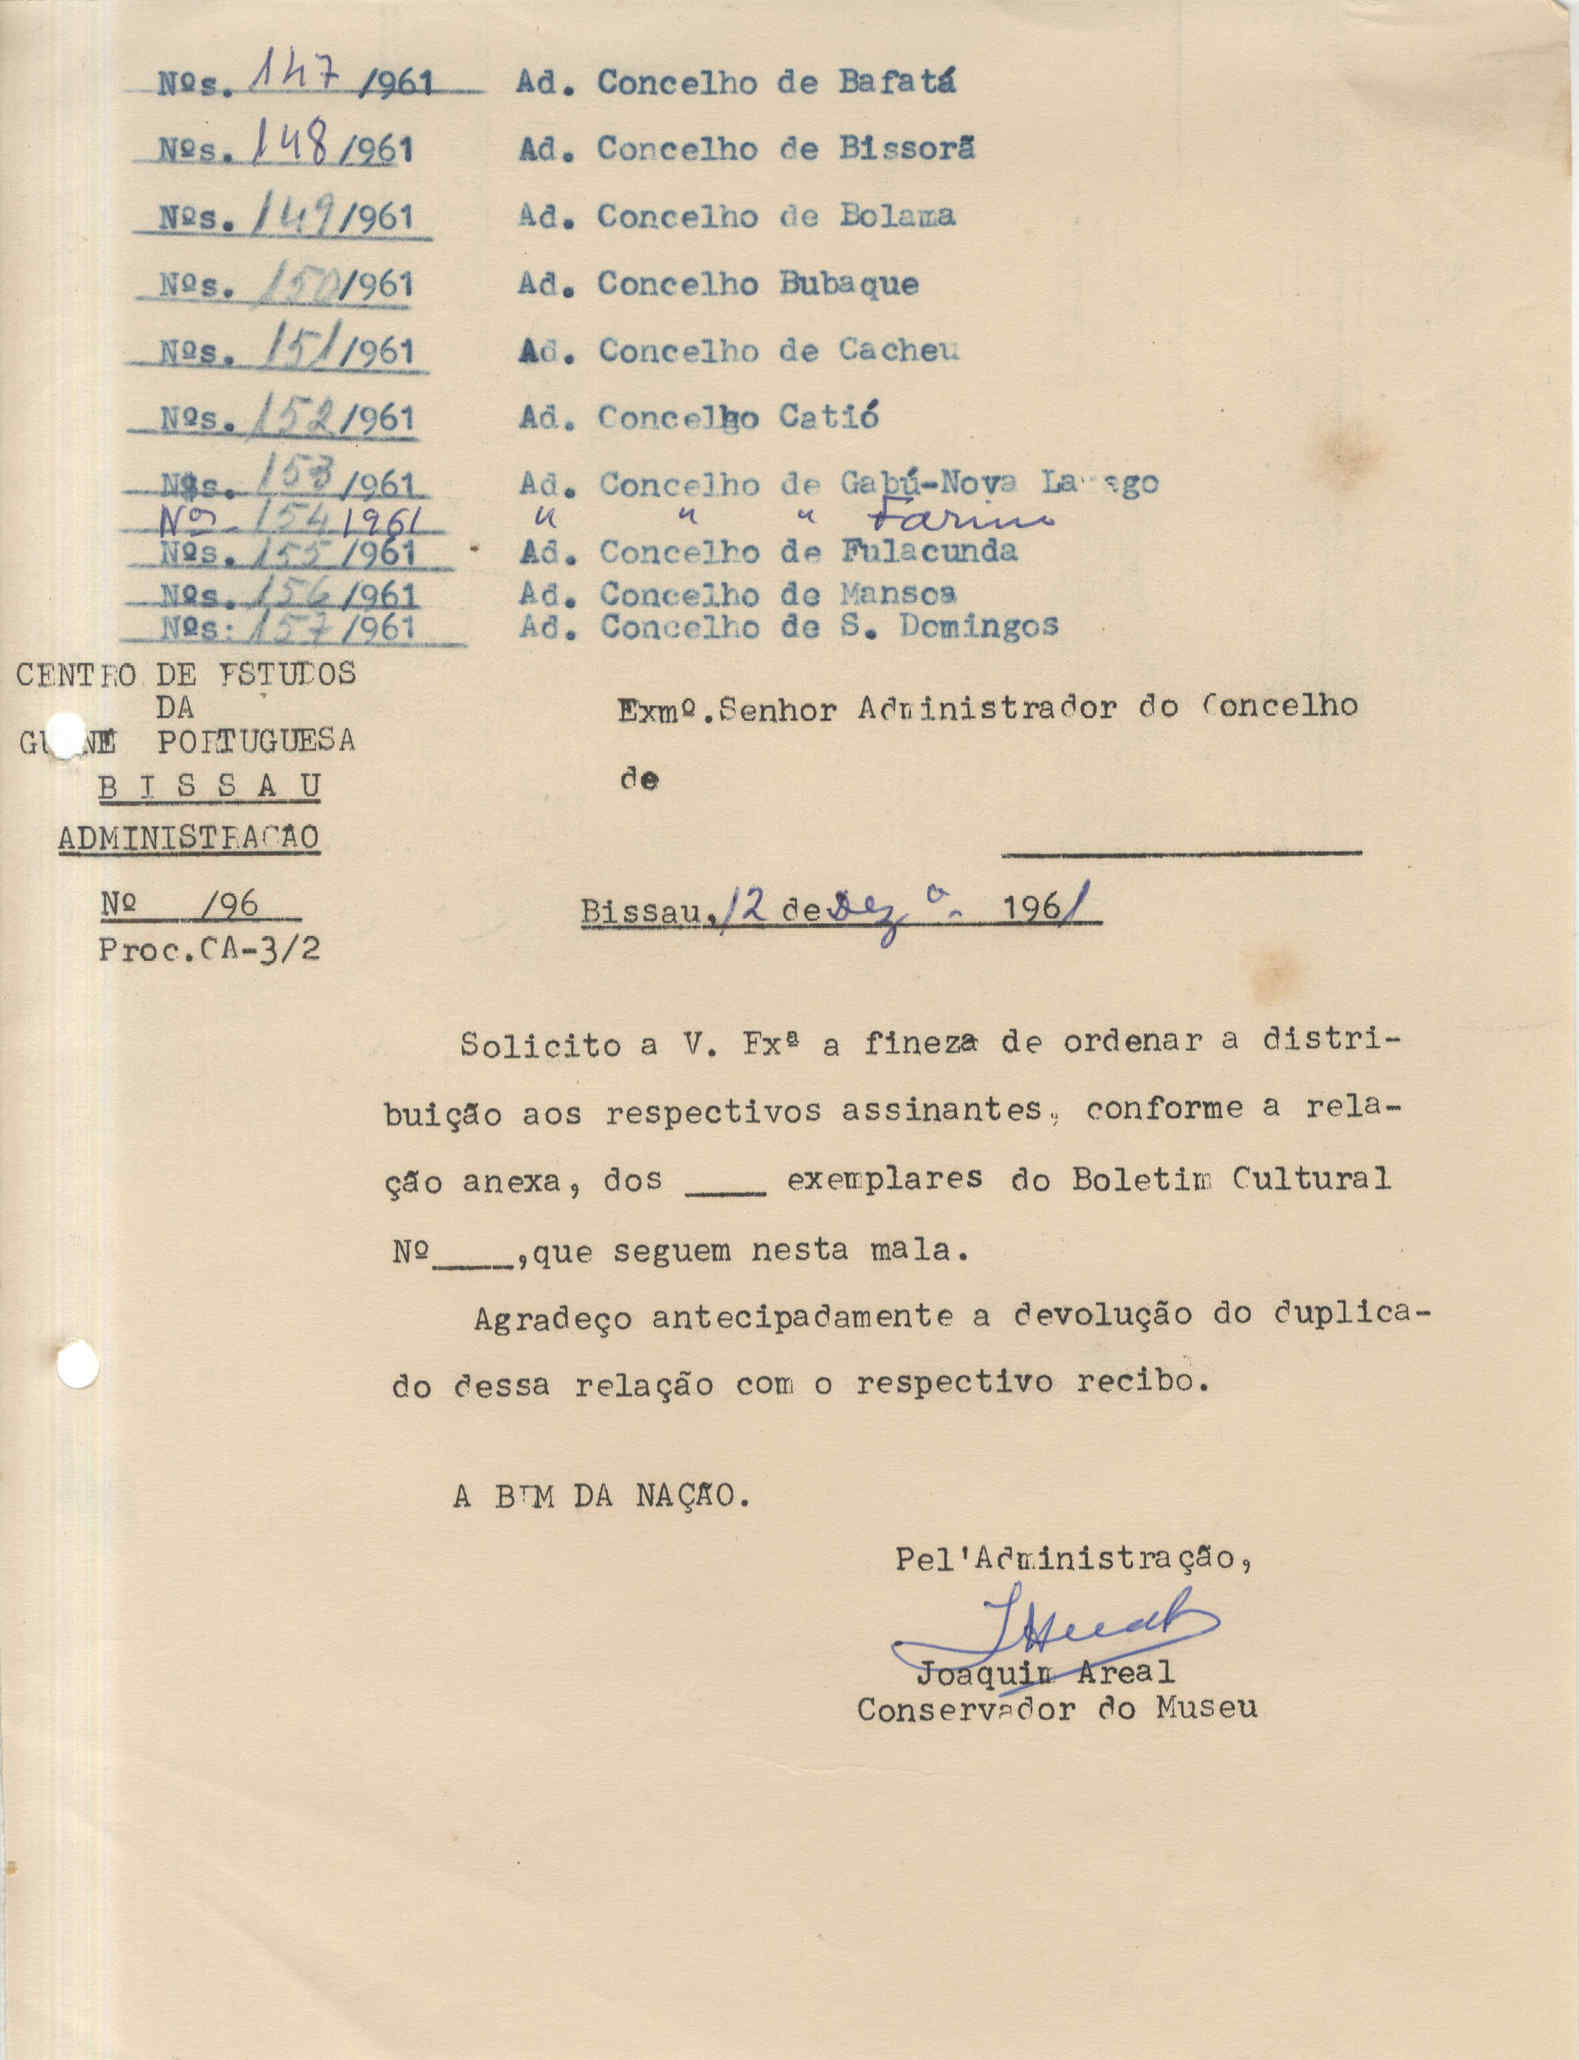 Nºs. 147 /961 Ad. Concelho de Bafatá
Nºs. 148/961 Ad. Concelho de Bissorã
Nºs. 149/961 Ad. Concelho de Bolama
Nºs. 150/961 Ad. Concelho Bubaque
Nºs. 151/961 Ad. Concelho de Cacheu
Nºs. 152/961 Ad. Concelho Catió
Nºs. 153/961 Ad. Concelho de Gabú-Nova
Nos 154 1961 " " " Farim
Nºs. 155/961 Ad. Concelho de Fulacunda
Nºs. 156/961 Ad. Concelho de Mansoa
Nºs: 157/961 Ad. Concelho de S. Domingos
CENTRO DE ESTUDOS
DA
GUINÉ PORTUGUESA
B I S S A U
ADMINISTRAÇÃO
Nº /96
Proc.CA-3/2
Exmº.Senhor Administrador do Concelho
de
Bissau, 12 de Dezº. 1961
Solicito a V. Exª a fineza de ordenar a distri-
buição aos respectivos assinantes, conforme a rela-
ção anexa, dos ____ exemplares do Boletim Cultural
Nº____,que seguem nesta mala.
Agradeço antecipadamente a devolução do duplica-
do dessa relação com o respectivo recibo.
A BEM DA NAÇÃO.
Pel'Administração,
Joaquim Areal
Conservador do Museu